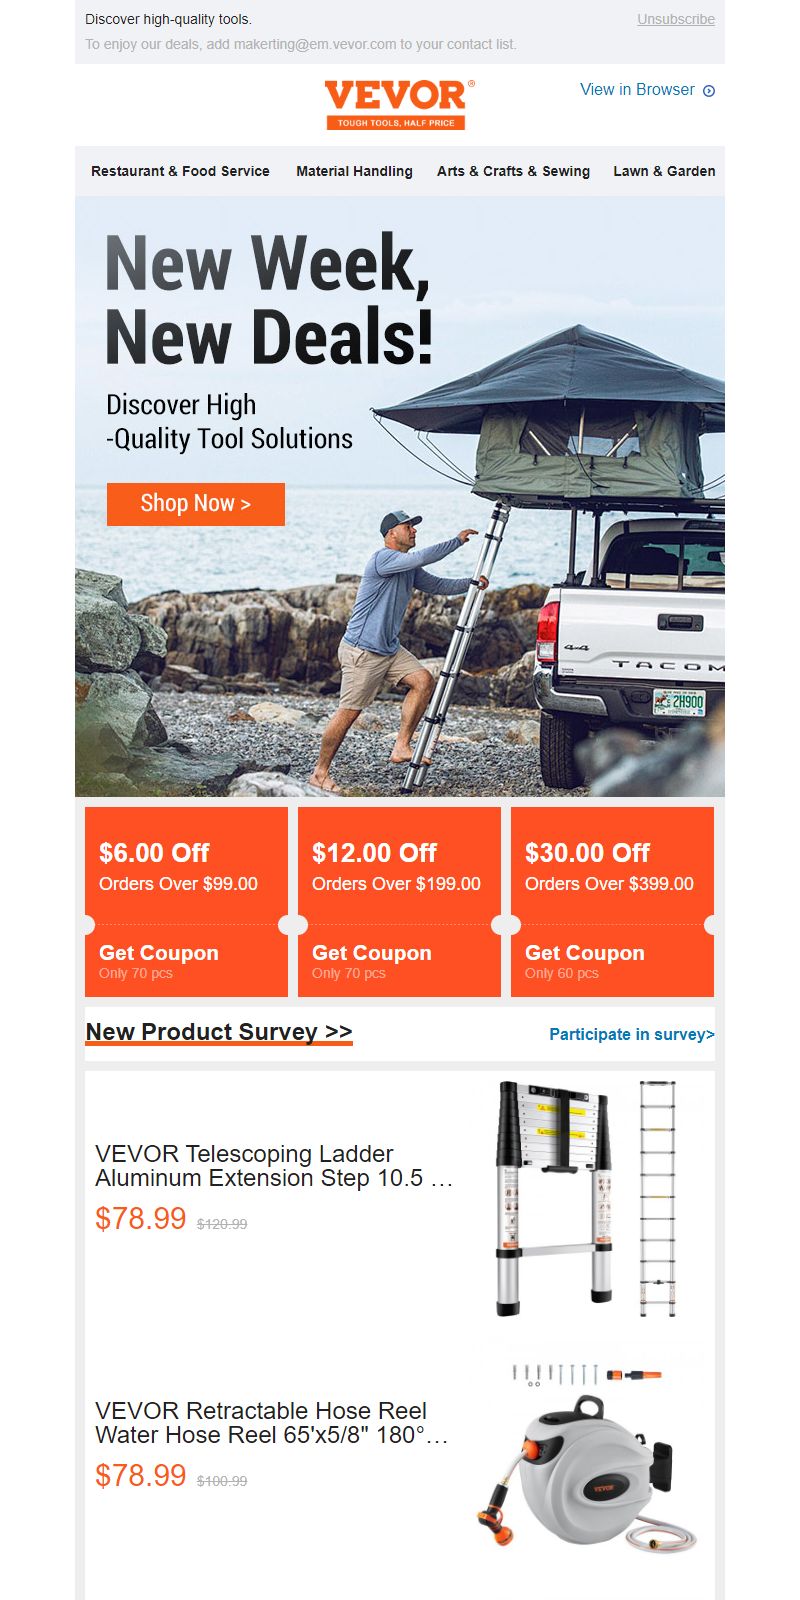 Discover high-quality tools.
Unsubscribe
To enjoy our deals, add makerting@em.vevor.com to your contact list.
VEVOR®
TOUGH TOOLS, HALF PRICE
View in Browser
Restaurant & Food Service Material Handling Arts & Crafts & Sewing Lawn & Garden
New Week,
New Deals!
Discover High
-Quality Tool Solutions
Shop Now >
4x4
TACOM
2H900
$6.00 Off
Orders Over $99.00
Get Coupon
Only 70 pcs
$12.00 Off
Orders Over $199.00
Get Coupon
Only 70 pcs
$30.00 Off
Orders Over $399.00
Get Coupon
Only 60 pcs
New Product Survey >>
Participate in survey>
VEVOR Telescoping Ladder
Aluminum Extension Step 10.5 …
$78.99 $120.99
VEVOR Retractable Hose Reel
Water Hose Reel 65'x5/8" 180°…
$78.99 $100.99
VEVOR